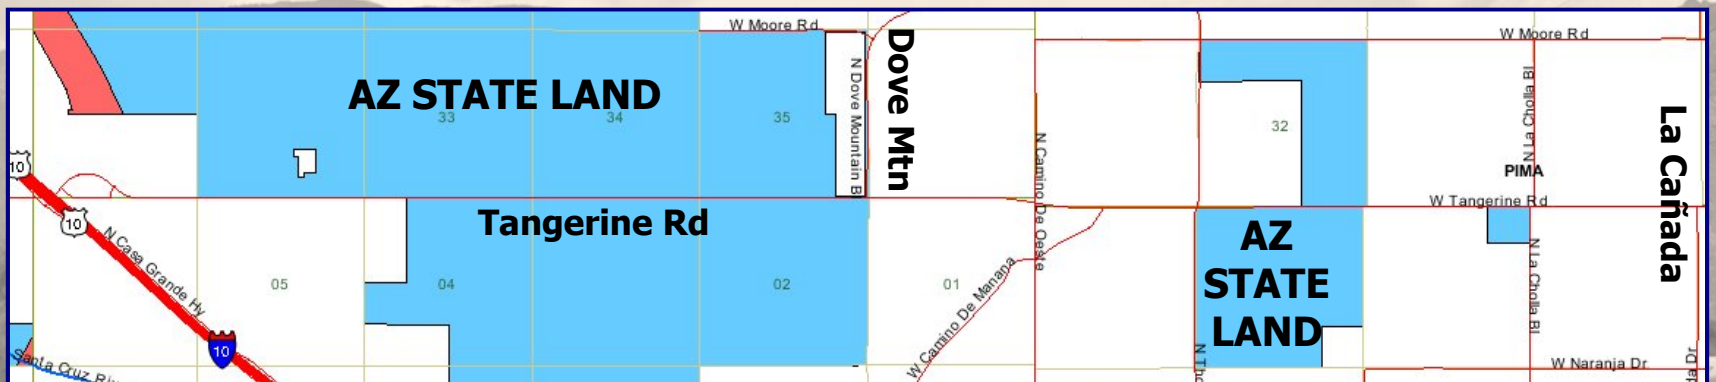 W Moore Rd
W Moore Rd
AZ STATE LAND
33
34
35
N Dove Mountain B
Dove Mtn
32
N La Cholla Bl
La Cañada
PIMA
10
N Camino De Oeste
W Tangerine Rd
10
Tangerine Rd
N Casa Grande Hy
05
04
02
01
W Camino De Manana
AZ
STATE
LAND
N La Cholla Bl
10
Santa Cruz Riv
W Naranja Dr